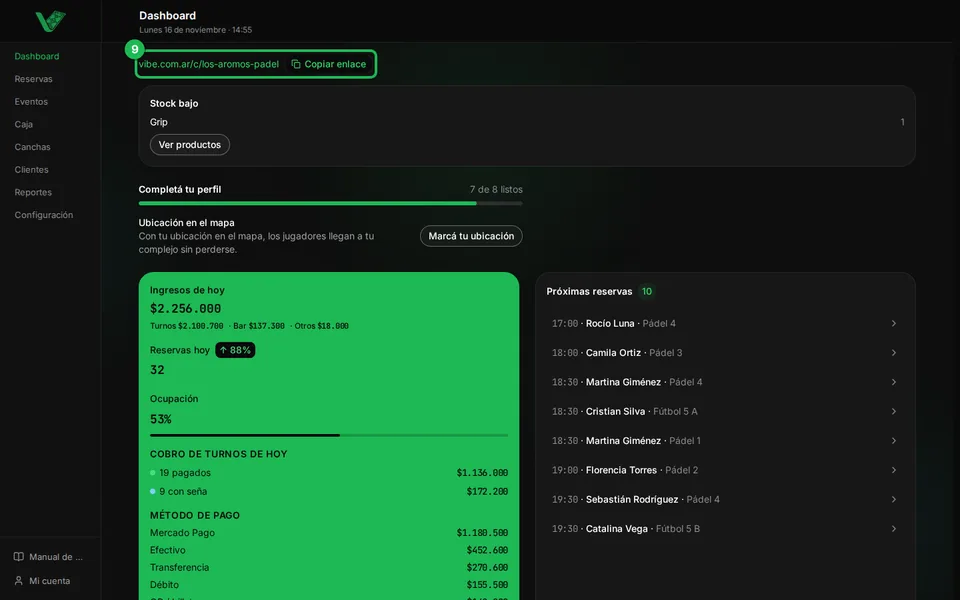 Dashboard
Lunes 16 de noviembre · 14:55
Dashboard
Reservas
Eventos
Caja
Canchas
Clientes
Reportes
Configuración
Manual de ...
Mi cuenta
9
vibe.com.ar/c/los-aromos-padel
Copiar enlace
Stock bajo
Grip 1
Ver productos
Completá tu perfil 7 de 8 listos
Ubicación en el mapa
Con tu ubicación en el mapa, los jugadores llegan a tu
complejo sin perderse.
Marcá tu ubicación
Ingresos de hoy
$2.256.000
Turnos $2.100.700 · Bar $137.300 · Otros $18.000
Reservas hoy ↑ 88%
32
Ocupación
53%
COBRO DE TURNOS DE HOY
19 pagados $1.136.000
9 con seña $172.200
MÉTODO DE PAGO
Mercado Pago $1.180.500
Efectivo $452.600
Transferencia $270.600
Débito $155.500
Próximas reservas 10
17:00 · Rocío Luna · Pádel 4
18:00 · Camila Ortiz · Pádel 3
18:30 · Martina Giménez · Pádel 4
18:30 · Cristian Silva · Fútbol 5 A
18:30 · Martina Giménez · Pádel 1
19:00 · Florencia Torres · Pádel 2
19:30 · Sebastián Rodríguez · Pádel 4
19:30 · Catalina Vega · Fútbol 5 B